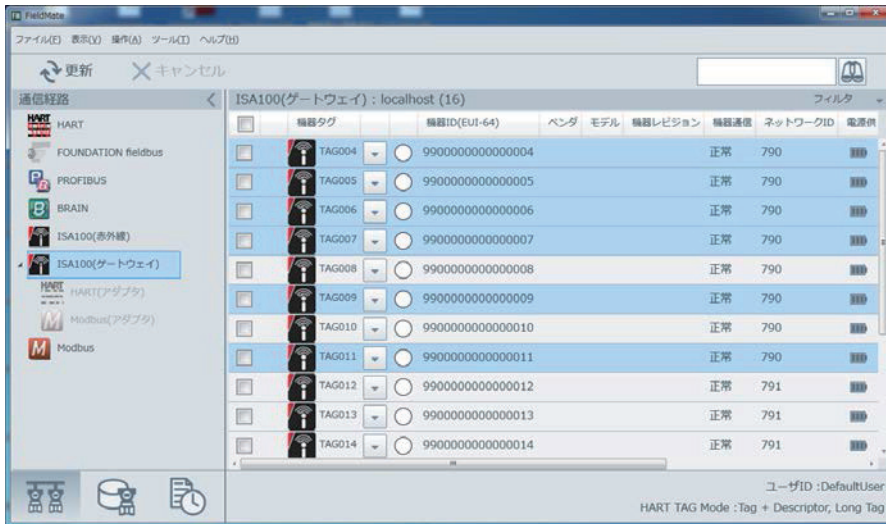 FieldMate
ファイル(F) 表示(V) 操作(A) ツール(T) ヘルプ(H)
更新 キャンセル
通信経路 ISA100(ゲートウェイ) : localhost (16) フィルタ
機器タグ 機器ID(EUI-64) ベンダ モデル 機器レビジョン 機器通信 ネットワークID 電源供
HART
FOUNDATION fieldbus
PROFIBUS
BRAIN
ISA100(赤外線)
ISA100(ゲートウェイ)
HART(アダプタ)
Modbus(アダプタ)
Modbus
TAG004 9900000000000004 正常 790
TAG005 9900000000000005 正常 790
TAG006 9900000000000006 正常 790
TAG007 9900000000000007 正常 790
TAG008 9900000000000008 正常 790
TAG009 9900000000000009 正常 790
TAG010 9900000000000010 正常 790
TAG011 9900000000000011 正常 790
TAG012 9900000000000012 正常 791
TAG013 9900000000000013 正常 791
TAG014 9900000000000014 正常 791
ユーザID :DefaultUser
HART TAG Mode :Tag + Descriptor, Long Tag